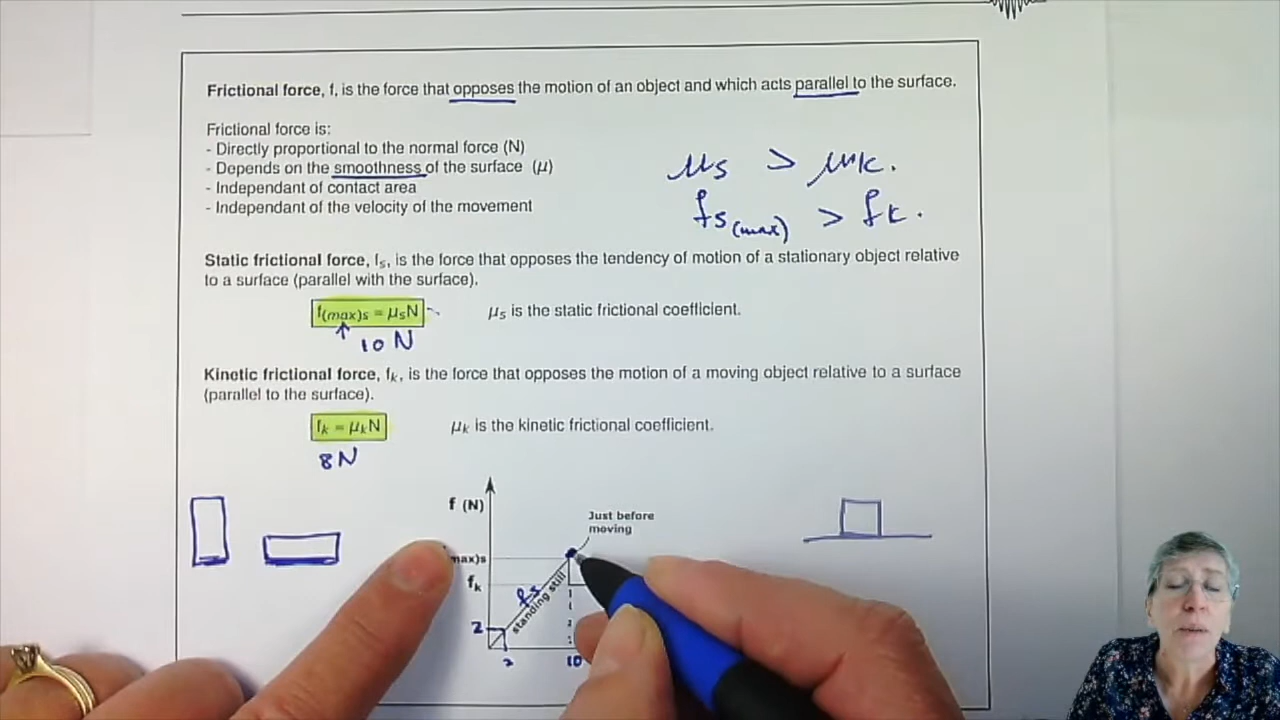 Frictional force, f, is the force that opposes the motion of an object and which acts parallel to the surface.
Frictional force is:
- Directly proportional to the normal force (N)
- Depends on the smoothness of the surface (μ)
- Independant of contact area
- Independant of the velocity of the movement
μs > μk.
fs(max) > fk.
Static frictional force, fs, is the force that opposes the tendency of motion of a stationary object relative
to a surface (parallel with the surface).
f(max)s = μsN
μs is the static frictional coefficient.
10 N
Kinetic frictional force, fk, is the force that opposes the motion of a moving object relative to a surface
(parallel to the surface).
fk = μkN
μk is the kinetic frictional coefficient.
8N
f (N)
Just before
moving
max)s
fk
fs
standing still
2
2
10